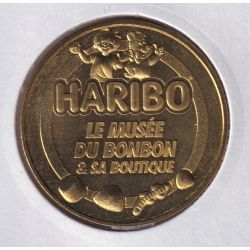 HARIBO
LE MUSÉE
DU BONBON
& SA BOUTIQUE